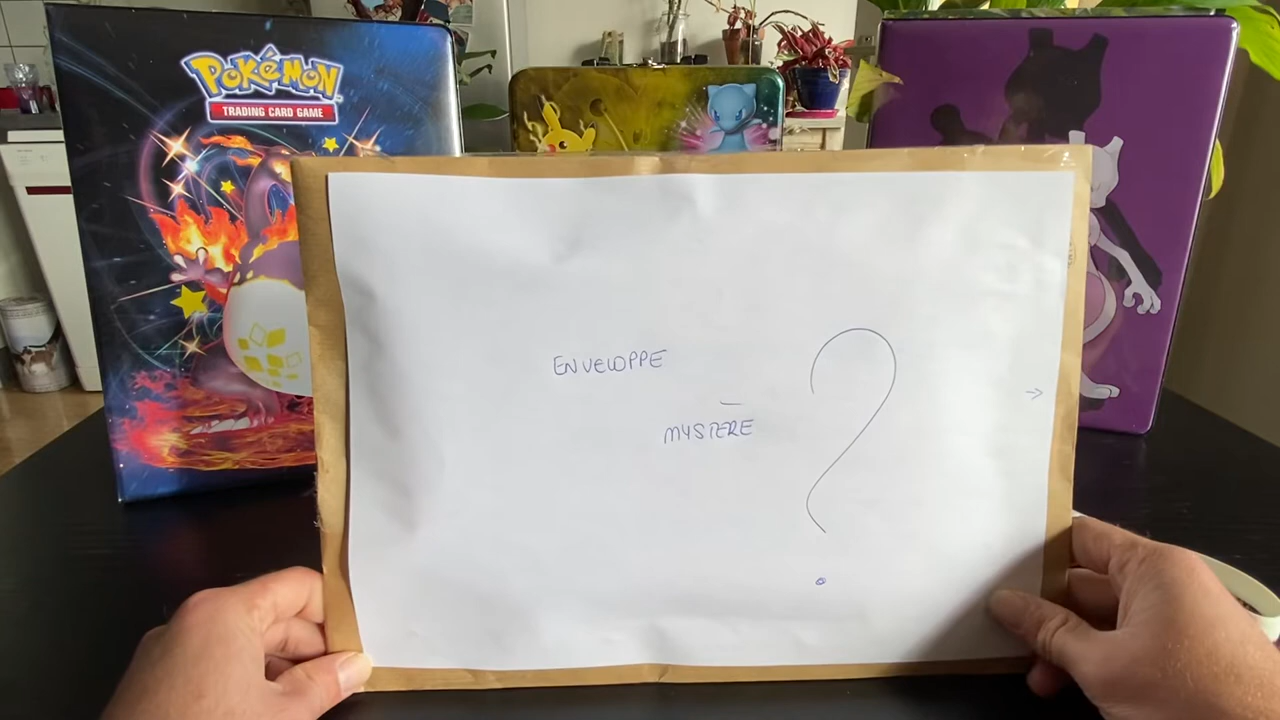 POKéMON
TRADING CARD GAME
ENVELOPPE
MYSTERE
?